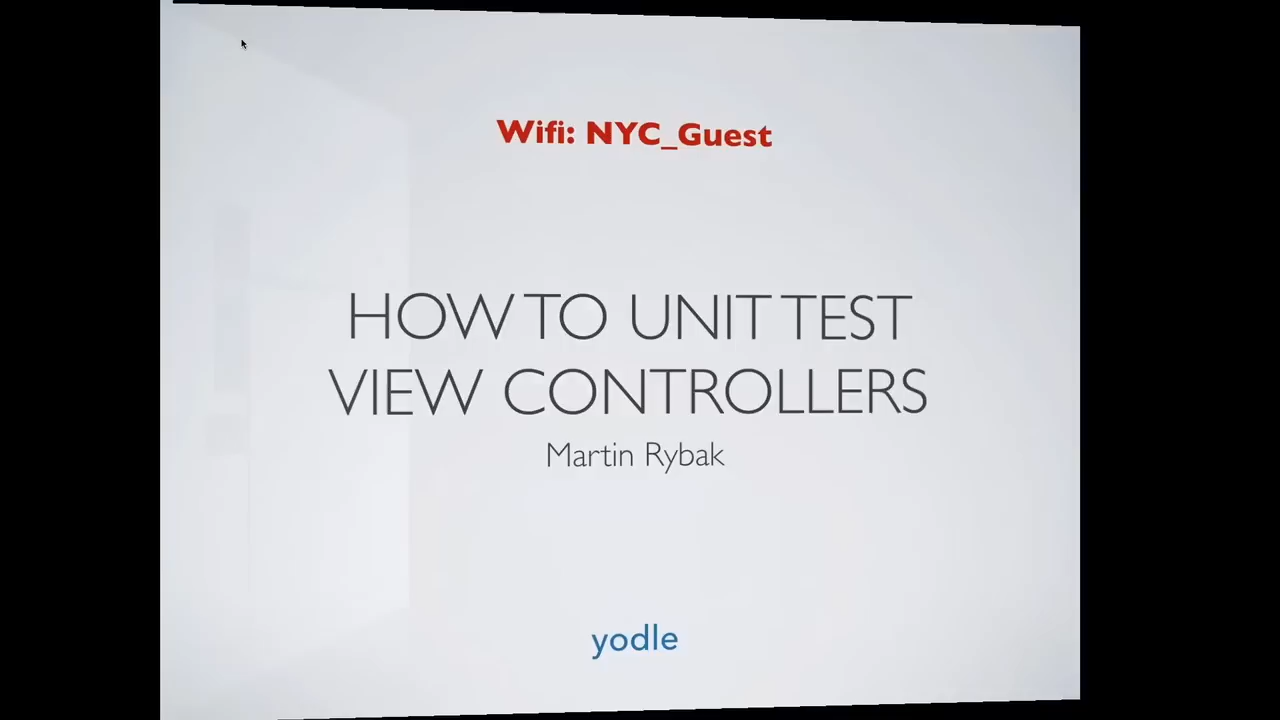 Wifi: NYC_Guest
HOW TO UNIT TEST
VIEW CONTROLLERS
Martin Rybak
yodle